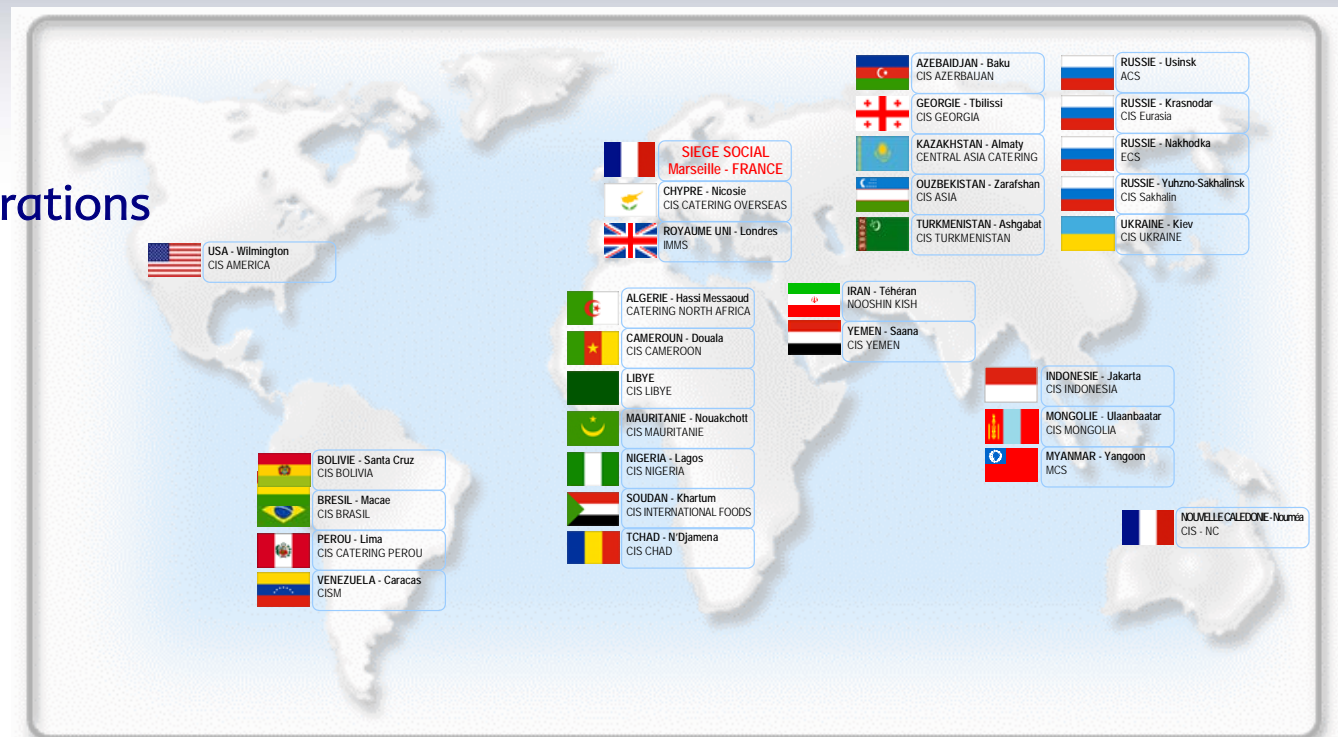 rations
AZEBAIDJAN - Baku
CIS AZERBAIJAN
GEORGIE - Tbilissi
CIS GEORGIA
KAZAKHSTAN - Almaty
CENTRAL ASIA CATERING
OUZBEKISTAN - Zarafshan
CIS ASIA
TURKMENISTAN - Ashgabat
CIS TURKMENISTAN
RUSSIE - Usinsk
ACS
RUSSIE - Krasnodar
CIS Eurasia
RUSSIE - Nakhodka
ECS
RUSSIE - Yuhzno-Sakhalinsk
CIS Sakhalin
UKRAINE - Kiev
CIS UKRAINE
SIEGE SOCIAL
Marseille - FRANCE
CHYPRE - Nicosie
CIS CATERING OVERSEAS
ROYAUME UNI - Londres
IMMS
USA - Wilmington
CIS AMERICA
ALGERIE - Hassi Messaoud
CATERING NORTH AFRICA
CAMEROUN - Douala
CIS CAMEROON
LIBYE
CIS LIBYE
MAURITANIE - Nouakchott
CIS MAURITANIE
NIGERIA - Lagos
CIS NIGERIA
SOUDAN - Khartum
CIS INTERNATIONAL FOODS
TCHAD - N'Djamena
CIS CHAD
IRAN - Téhéran
NOOSHIN KISH
YEMEN - Saana
CIS YEMEN
INDONESIE - Jakarta
CIS INDONESIA
MONGOLIE - Ulaanbaatar
CIS MONGOLIA
MYANMAR - Yangoon
MCS
BOLIVIE - Santa Cruz
CIS BOLIVIA
BRESIL - Macae
CIS BRASIL
PEROU - Lima
CIS CATERING PEROU
VENEZUELA - Caracas
CISM
NOUVELLE CALEDONIE - Nouméa
CIS - NC